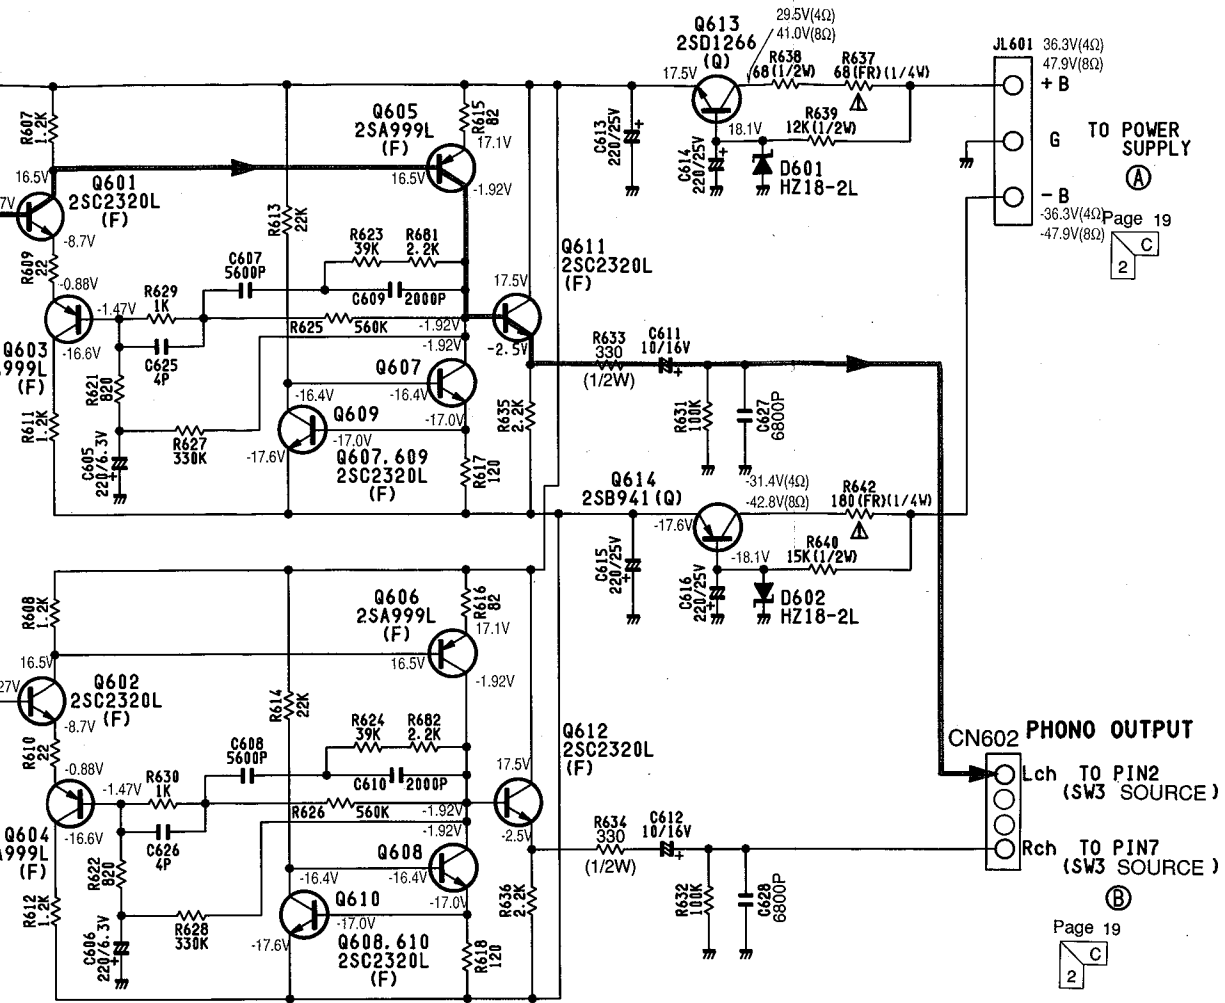 Q613
2SD1266
(Q)
29.5V(4Ω)
41.0V(8Ω)
17.5V
R638
68(1/2W)
R637
68(FR)(1/4W)
R639
12K(1/2W)
18.1V
C613
220/25V
C614
220/25V
D601
HZ18-2L
JL601
36.3V(4Ω)
47.9V(8Ω)
+B
G
-B
-36.3V(4Ω)
-47.9V(8Ω)
TO POWER
SUPPLY
A
Page 19
C
2
R607
1.2K
16.5V
Q601
2SC2320L
(F)
7V
-8.7V
R609
22
-0.88V
-1.47V
Q603
999L
(F)
-16.6V
R611
1.2K
R629
1K
C625
4P
R621
820
C605
220/6.3V
R627
330K
C607
5600P
R623
39K
R681
2.2K
C609
2000P
R625
560K
R613
22K
Q605
2SA999L
(F)
R615
82
17.1V
16.5V
-1.92V
-1.92V
-1.92V
Q607
-16.4V
-16.4V
-17.0V
Q609
-17.0V
-17.6V
Q607.609
2SC2320L
(F)
R617
120
Q611
2SC2320L
(F)
17.5V
-2.5V
R635
2.2K
R633
330
(1/2W)
C611
10/16V
R631
100K
C627
6800P
Q614
2SB941(Q)
-31.4V(4Ω)
-42.8V(8Ω)
-17.6V
R642
180(FR)(1/4W)
R640
15K(1/2W)
-18.1V
C615
220/25V
C616
220/25V
D602
HZ18-2L
R608
1.2K
16.5V
Q602
2SC2320L
(F)
27V
-8.7V
R610
22
-0.88V
-1.47V
Q604
999L
(F)
-16.6V
R612
1.2K
R630
1K
C626
4P
R622
820
C606
220/6.3V
R628
330K
C608
5600P
R624
39K
R682
2.2K
C610
2000P
R626
560K
R614
22K
Q606
2SA999L
(F)
R616
82
17.1V
16.5V
-1.92V
-1.92V
-1.92V
Q608
-16.4V
-16.4V
-17.0V
Q610
-17.0V
-17.6V
Q608.610
2SC2320L
(F)
R618
120
Q612
2SC2320L
(F)
17.5V
-2.5V
R636
2.2K
R634
330
(1/2W)
C612
10/16V
R632
100K
C628
6800P
CN602
PHONO OUTPUT
Lch TO PIN2
(SW3 SOURCE)
Rch TO PIN7
(SW3 SOURCE)
B
Page 19
C
2